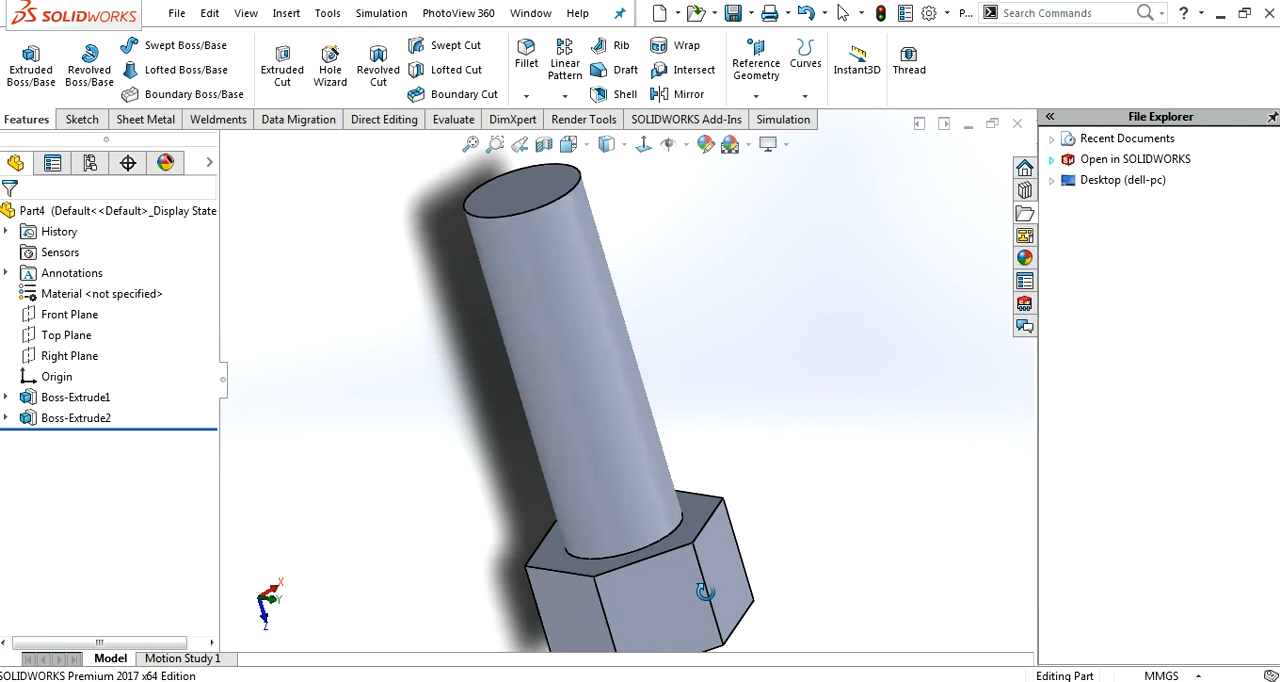 SOLIDWORKS File Edit View Insert Tools Simulation PhotoView 360 Window Help P... Search Commands ?
Extruded Boss/Base
Revolved Boss/Base
Swept Boss/Base
Lofted Boss/Base
Boundary Boss/Base
Extruded Cut
Hole Wizard
Revolved Cut
Swept Cut
Lofted Cut
Boundary Cut
Fillet
Linear Pattern
Rib
Draft
Shell
Wrap
Intersect
Mirror
Reference Geometry
Curves
Instant3D
Thread
Features Sketch Sheet Metal Weldments Data Migration Direct Editing Evaluate DimXpert Render Tools SOLIDWORKS Add-Ins Simulation
File Explorer
Recent Documents
Open in SOLIDWORKS
Desktop (dell-pc)
Part4 (Default<<Default>_Display State
History
Sensors
Annotations
Material <not specified>
Front Plane
Top Plane
Right Plane
Origin
Boss-Extrude1
Boss-Extrude2
X
Y
Z
Model Motion Study 1
SOLIDWORKS Premium 2017 x64 Edition Editing Part MMGS